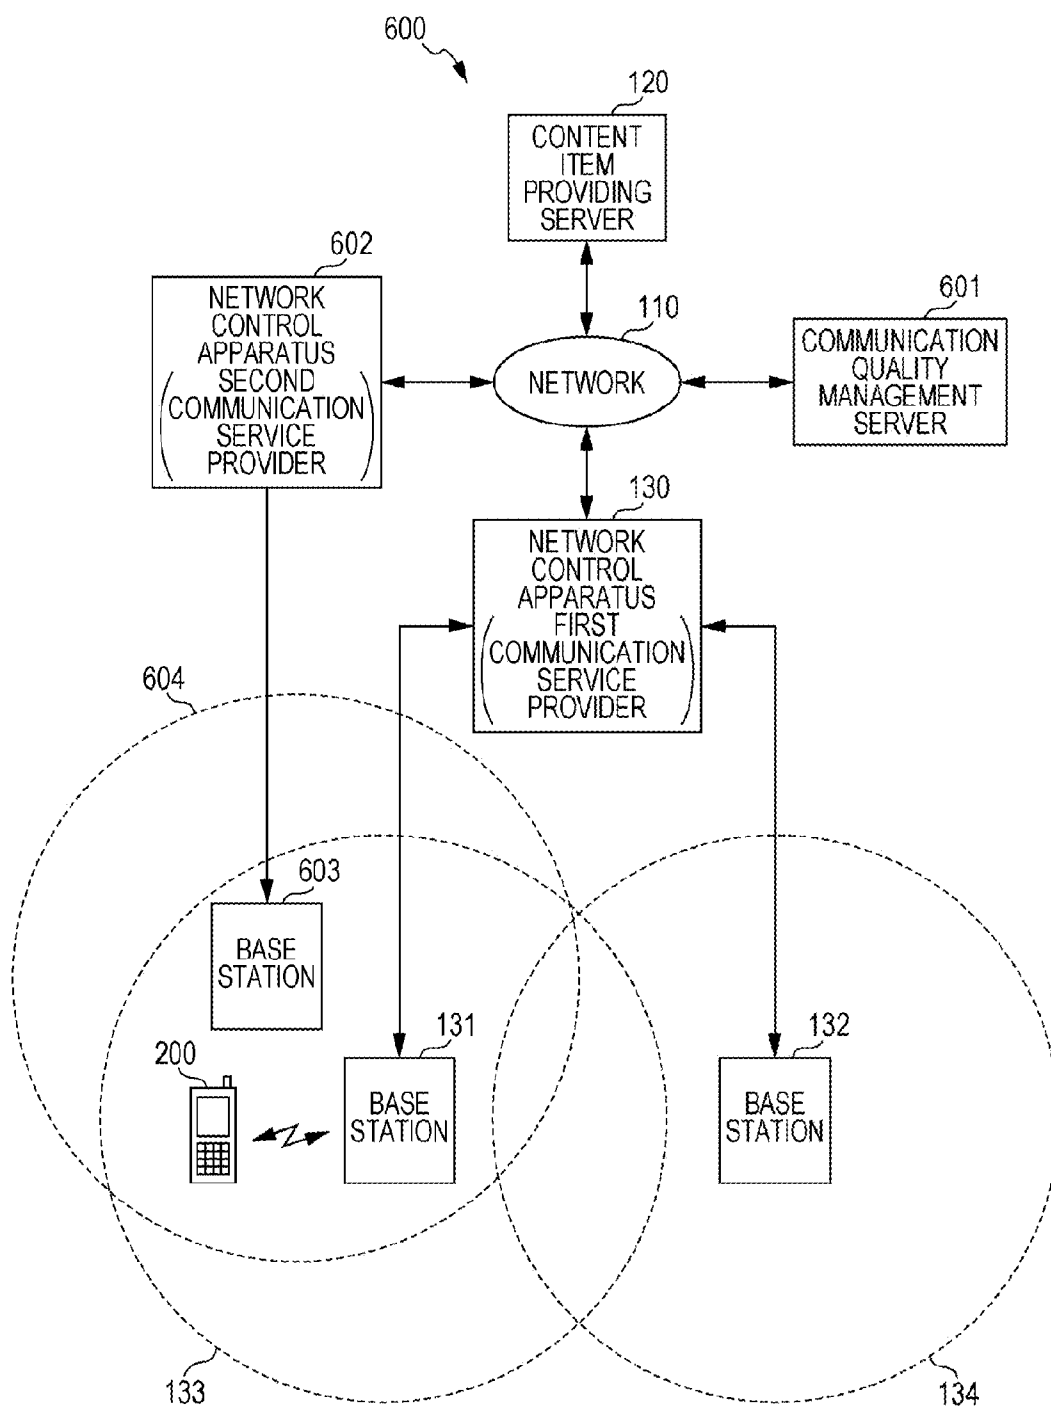 600
120
CONTENT
ITEM
PROVIDING
SERVER
602
NETWORK
CONTROL
APPARATUS
(SECOND
COMMUNICATION
SERVICE
PROVIDER)
110
NETWORK
601
COMMUNICATION
QUALITY
MANAGEMENT
SERVER
130
NETWORK
CONTROL
APPARATUS
(FIRST
COMMUNICATION
SERVICE
PROVIDER)
604
603
BASE
STATION
200
131
BASE
STATION
132
BASE
STATION
133
134